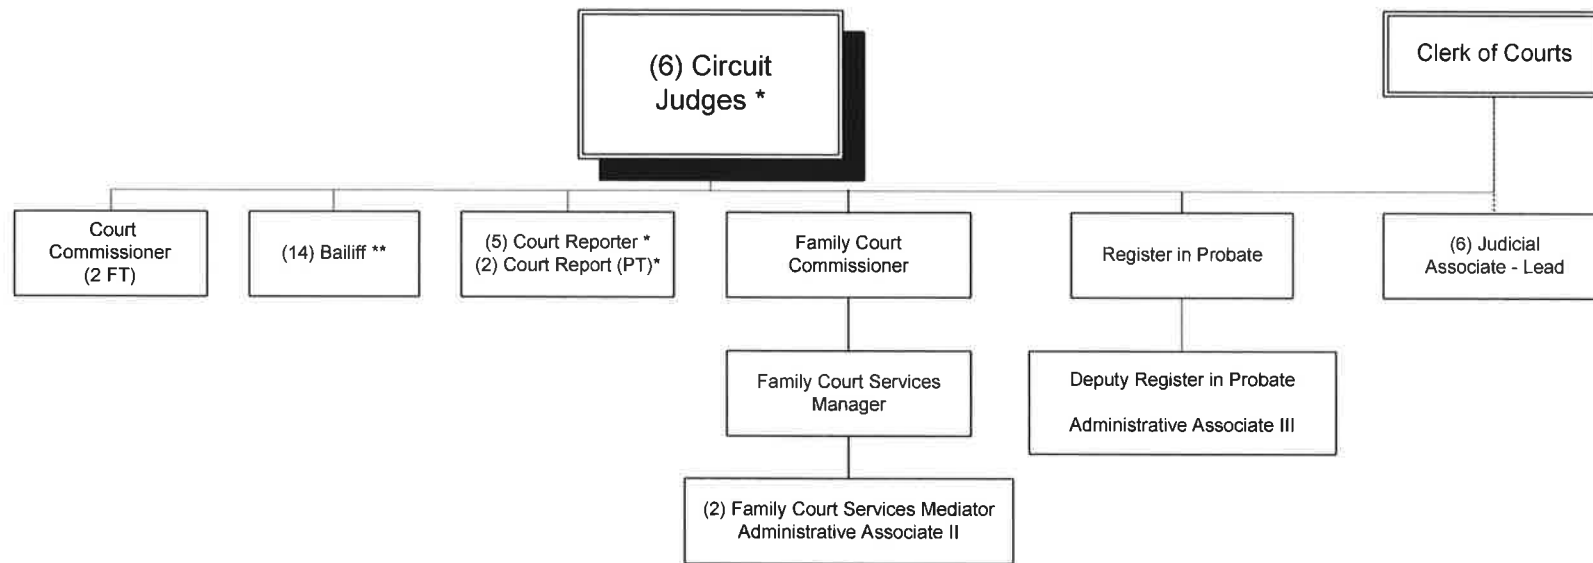 (6) Circuit
Judges *
Clerk of Courts
Court
Commissioner
(2 FT)
(14) Bailiff **
(5) Court Reporter *
(2) Court Report (PT)*
Family Court
Commissioner
Register in Probate
(6) Judicial
Associate - Lead
Family Court Services
Manager
Deputy Register in Probate
Administrative Associate III
(2) Family Court Services Mediator
Administrative Associate II